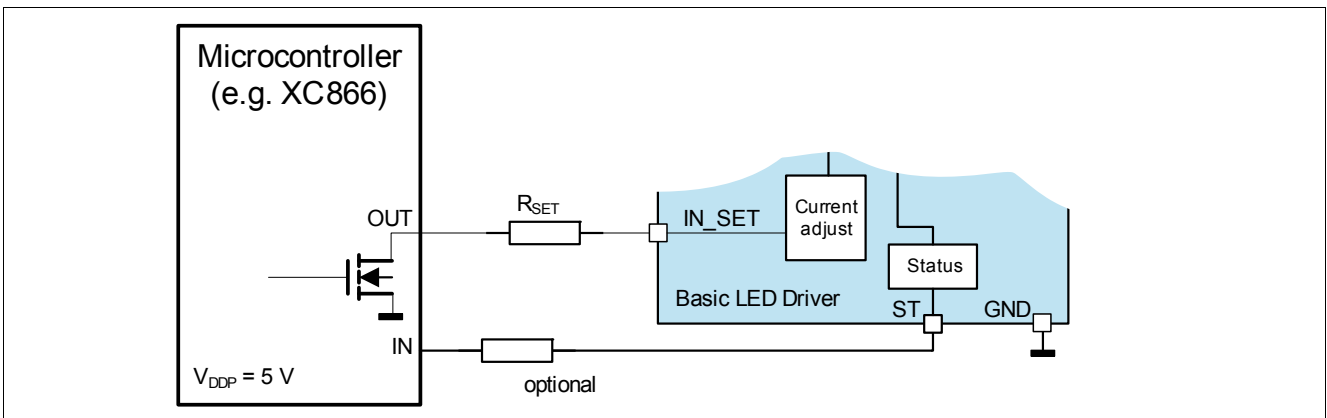 Microcontroller
(e.g. XC866)
OUT
RSET
IN_SET
Current
adjust
Status
Basic LED Driver
ST
GND
IN
VDDP = 5 V
optional